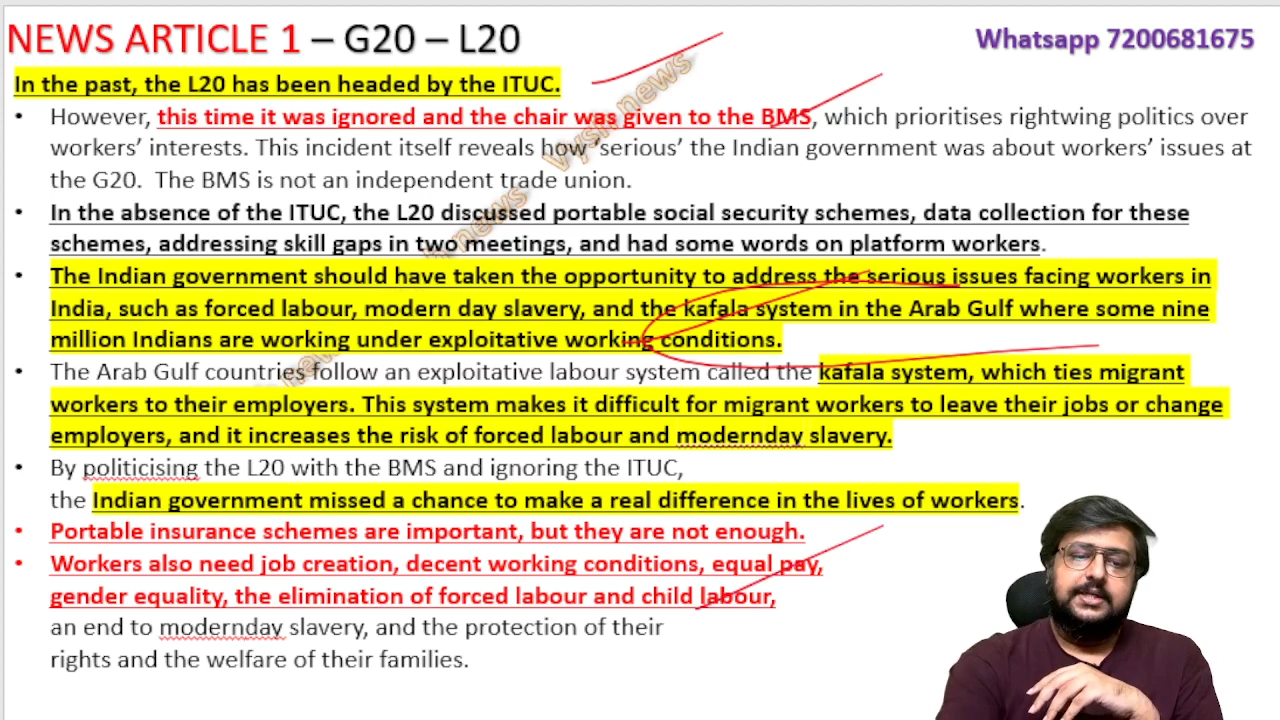 NEWS ARTICLE 1 – G20 – L20
Whatsapp 7200681675
In the past, the L20 has been headed by the ITUC.
• However, this time it was ignored and the chair was given to the BMS, which prioritises rightwing politics over
workers’ interests. This incident itself reveals how ‘serious’ the Indian government was about workers’ issues at
the G20. The BMS is not an independent trade union.
• In the absence of the ITUC, the L20 discussed portable social security schemes, data collection for these
schemes, addressing skill gaps in two meetings, and had some words on platform workers.
• The Indian government should have taken the opportunity to address the serious issues facing workers in
India, such as forced labour, modern day slavery, and the kafala system in the Arab Gulf where some nine
million Indians are working under exploitative working conditions.
• The Arab Gulf countries follow an exploitative labour system called the kafala system, which ties migrant
workers to their employers. This system makes it difficult for migrant workers to leave their jobs or change
employers, and it increases the risk of forced labour and modernday slavery.
• By politicising the L20 with the BMS and ignoring the ITUC,
the Indian government missed a chance to make a real difference in the lives of workers.
• Portable insurance schemes are important, but they are not enough.
• Workers also need job creation, decent working conditions, equal pay,
gender equality, the elimination of forced labour and child labour,
an end to modernday slavery, and the protection of their
rights and the welfare of their families.
Vysh news
news
new